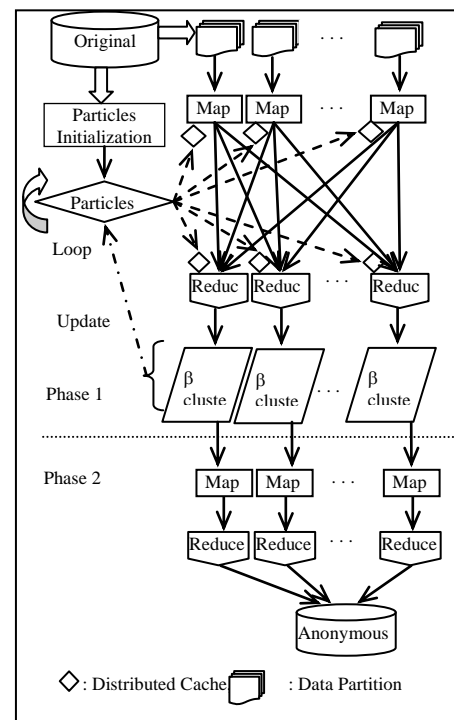 Original
. . .
Particles
Initialization
Map Map . . . Map
Particles
Loop
Reduc Reduc . . . Reduc
Update
β
cluste
β
cluste
. . .
β
cluste
Phase 1
Phase 2
Map Map . . . Map
Reduce Reduce . . . Reduce
Anonymous
: Distributed Cache
: Data Partition